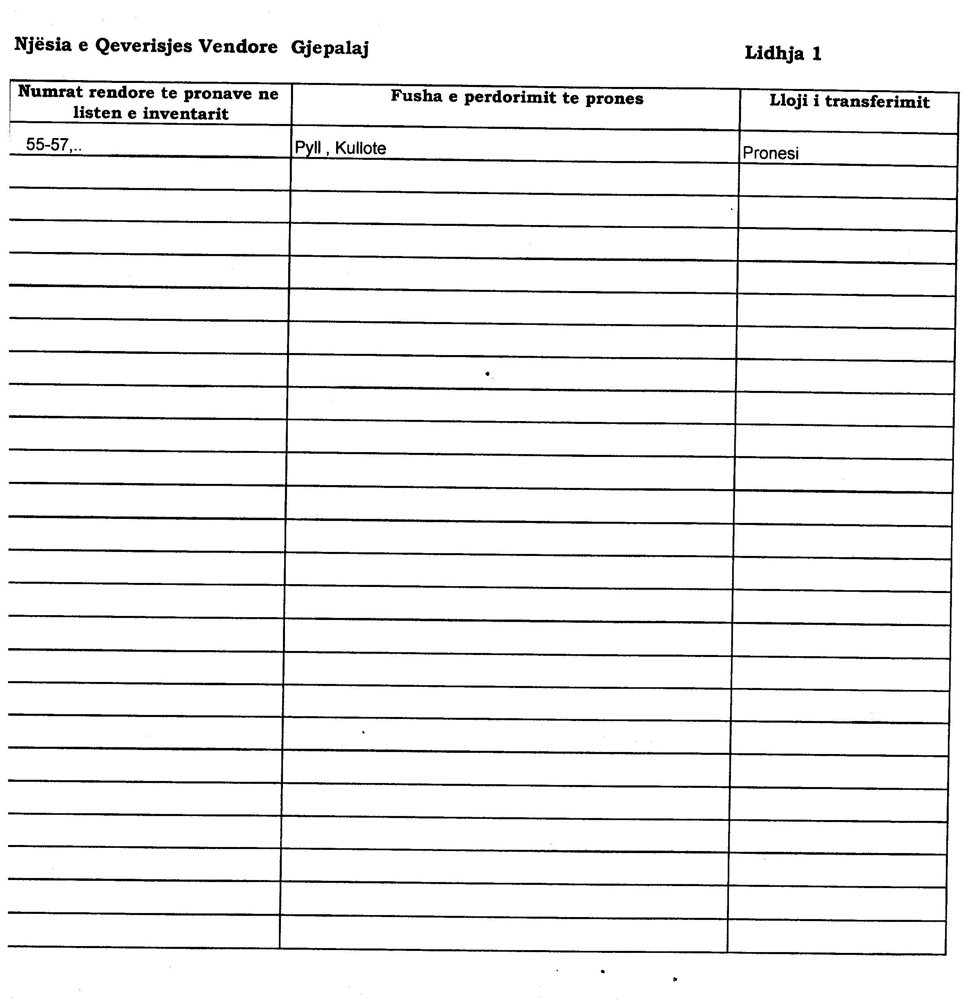 Njësia e Qeverisjes Vendore Gjepalaj
Lidhja 1
Numrat rendore te pronave ne
listen e inventarit
Fusha e perdorimit te prones
Lloji i transferimit
55-57,..
Pyll , Kullote
Pronesi